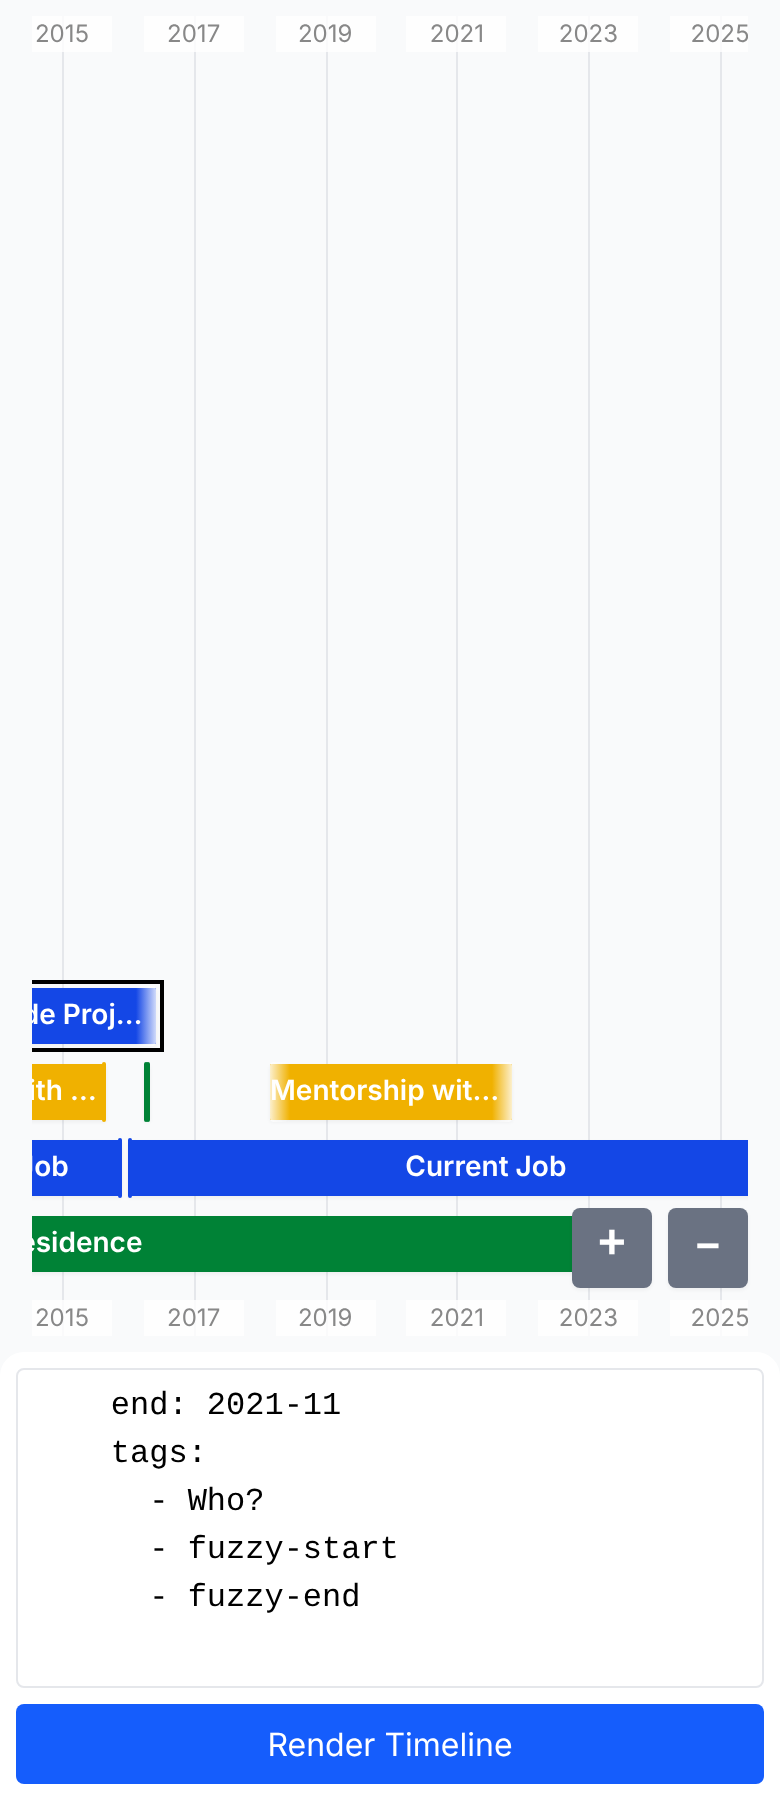 2015 2017 2019 2021 2023 2025
de Proj...
ith ... Mentorship wit...
Job Current Job
esidence + –
2015 2017 2019 2021 2023 2025
end: 2021-11
tags:
- Who?
- fuzzy-start
- fuzzy-end
Render Timeline